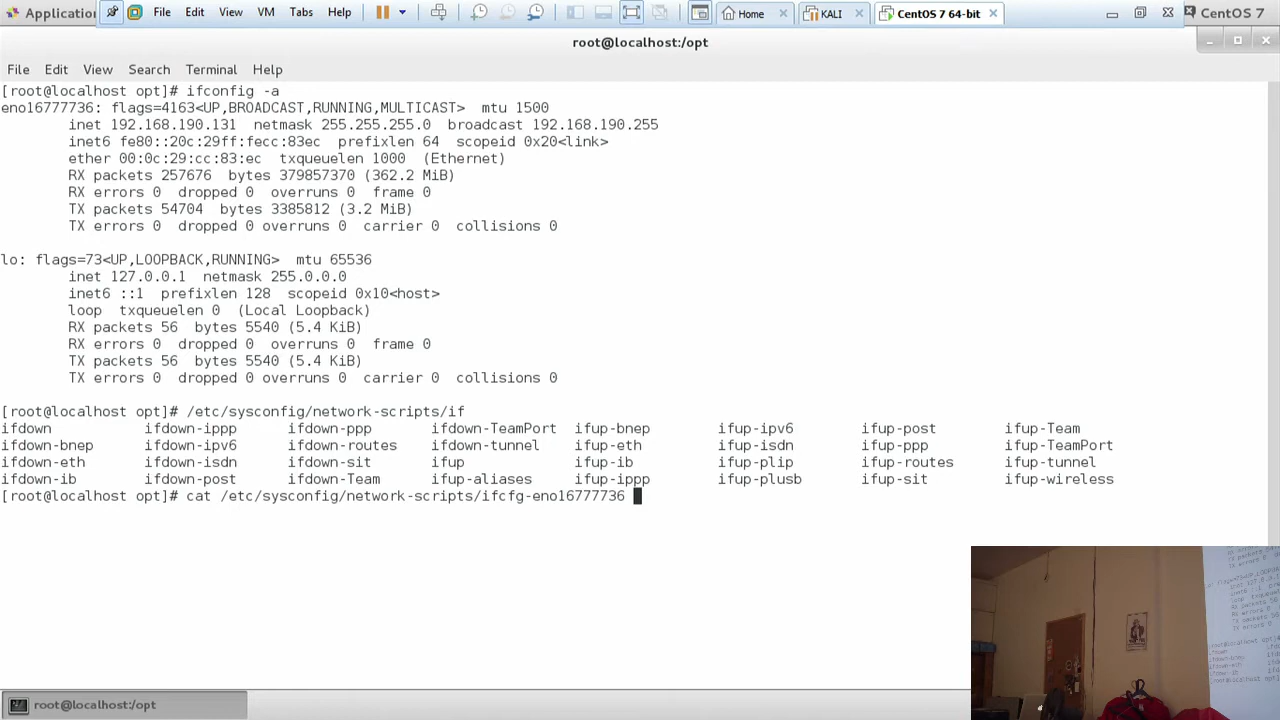 Application File Edit View VM Tabs Help Home KALI CentOS 7 64-bit CentOS 7
root@localhost:/opt
File Edit View Search Terminal Help
[root@localhost opt]# ifconfig -a
eno16777736: flags=4163<UP,BROADCAST,RUNNING,MULTICAST>  mtu 1500
        inet 192.168.190.131  netmask 255.255.255.0  broadcast 192.168.190.255
        inet6 fe80::20c:29ff:fecc:83ec  prefixlen 64  scopeid 0x20<link>
        ether 00:0c:29:cc:83:ec  txqueuelen 1000  (Ethernet)
        RX packets 257676  bytes 379857370 (362.2 MiB)
        RX errors 0  dropped 0  overruns 0  frame 0
        TX packets 54704  bytes 3385812 (3.2 MiB)
        TX errors 0  dropped 0 overruns 0  carrier 0  collisions 0
lo: flags=73<UP,LOOPBACK,RUNNING>  mtu 65536
        inet 127.0.0.1  netmask 255.0.0.0
        inet6 ::1  prefixlen 128  scopeid 0x10<host>
        loop  txqueuelen 0  (Local Loopback)
        RX packets 56  bytes 5540 (5.4 KiB)
        RX errors 0  dropped 0  overruns 0  frame 0
        TX packets 56  bytes 5540 (5.4 KiB)
        TX errors 0  dropped 0 overruns 0  carrier 0  collisions 0
[root@localhost opt]# /etc/sysconfig/network-scripts/if
ifdown ifdown-ippp ifdown-ppp ifdown-TeamPort ifup-bnep ifup-ipv6 ifup-post ifup-Team
ifdown-bnep ifdown-ipv6 ifdown-routes ifdown-tunnel ifup-eth ifup-isdn ifup-ppp ifup-TeamPort
ifdown-eth ifdown-isdn ifdown-sit ifup ifup-ib ifup-plip ifup-routes ifup-tunnel
ifdown-ib ifdown-post ifdown-Team ifup-aliases ifup-ippp ifup-plusb ifup-sit ifup-wireless
[root@localhost opt]# cat /etc/sysconfig/network-scripts/ifcfg-eno16777736
root@localhost:/opt